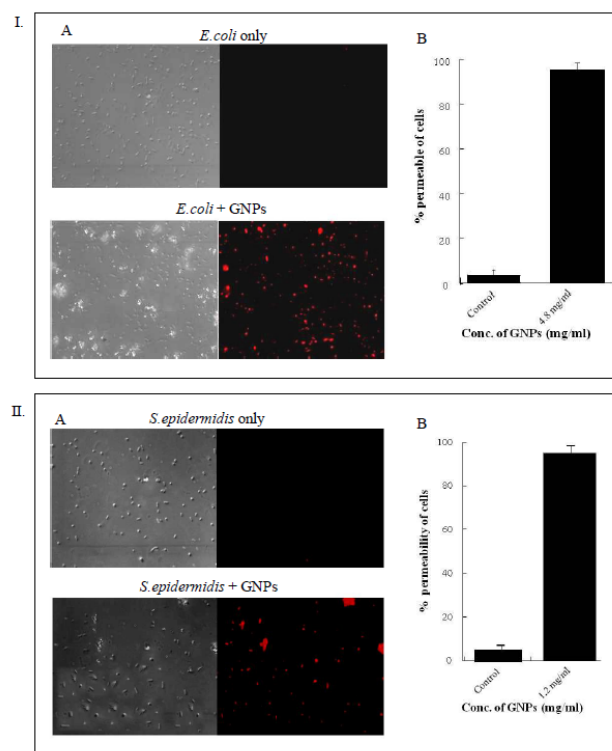 I.
A
E.coli only
E.coli + GNPs
B
% permeable of cells
100
80
60
40
20
0
Control
4.8 mg/ml
Conc. of GNPs (mg/ml)
II.
A
S.epidermidis only
S.epidermidis + GNPs
B
% permeability of cells
100
80
60
40
20
0
Control
1.2 mg/ml
Conc. of GNPs (mg/ml)